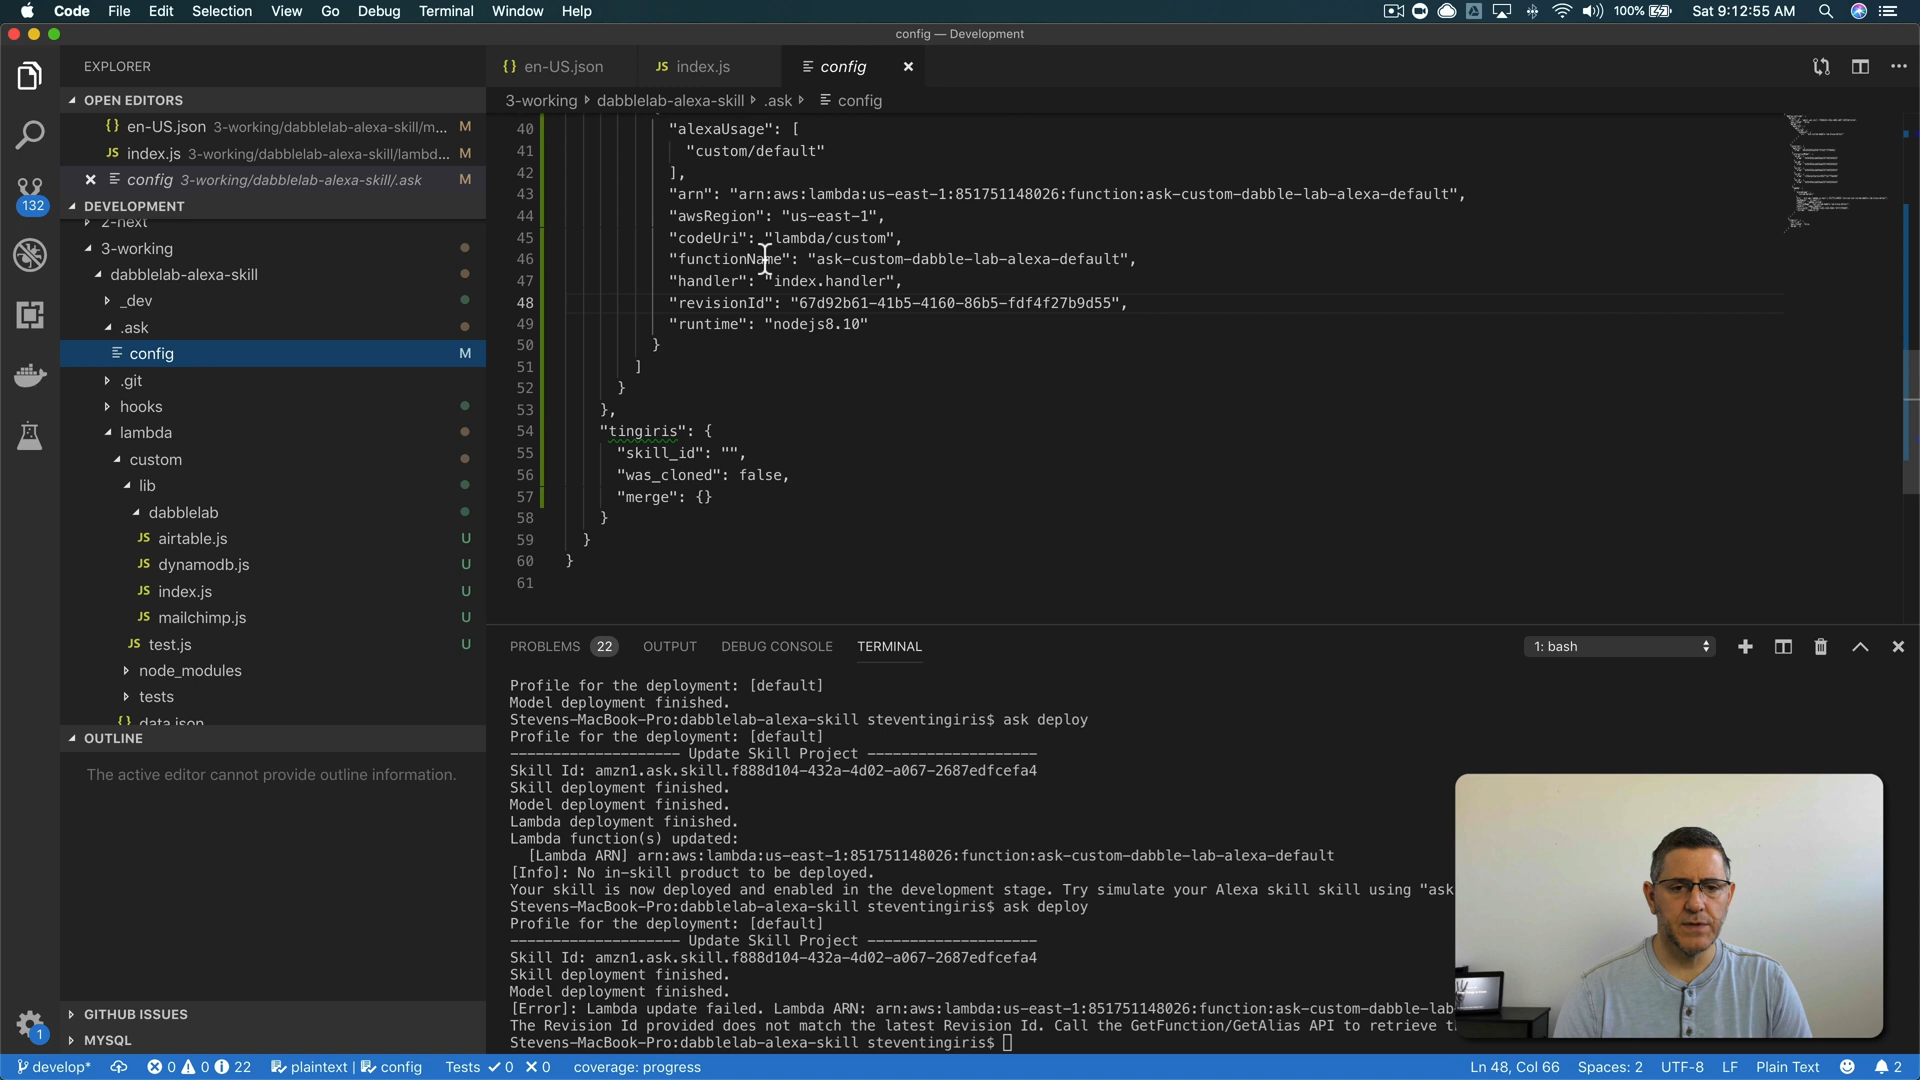 Code File Edit Selection View Go Debug Terminal Window Help 100% Sat 9:12:55 AM
config — Development
EXPLORER
{} en-US.json JS index.js config
OPEN EDITORS
3-working dabblelab-alexa-skill .ask config
{} en-US.json 3-working/dabblelab-alexa-skill/m... M
JS index.js 3-working/dabblelab-alexa-skill/lambd... M
config 3-working/dabblelab-alexa-skill/.ask M
132
DEVELOPMENT
2-next
3-working
dabblelab-alexa-skill
_dev
.ask
config M
.git
hooks
lambda
custom
lib
dabblelab
JS airtable.js U
JS dynamodb.js U
JS index.js U
JS mailchimp.js U
JS test.js U
node_modules
tests
{} data.json
OUTLINE
The active editor cannot provide outline information.
GITHUB ISSUES
MYSQL
1
40 "alexaUsage": [
41 "custom/default"
42 ],
43 "arn": "arn:aws:lambda:us-east-1:851751148026:function:ask-custom-dabble-lab-alexa-default",
44 "awsRegion": "us-east-1",
45 "codeUri": "lambda/custom",
46 "functionName": "ask-custom-dabble-lab-alexa-default",
47 "handler": "index.handler",
48 "revisionId": "67d92b61-41b5-4160-86b5-fdf4f27b9d55",
49 "runtime": "nodejs8.10"
50 }
51 ]
52 }
53 },
54 "tingiris": {
55 "skill_id": "",
56 "was_cloned": false,
57 "merge": {}
58 }
59 }
60 }
61
PROBLEMS 22 OUTPUT DEBUG CONSOLE TERMINAL 1: bash
Profile for the deployment: [default]
Model deployment finished.
Stevens-MacBook-Pro:dabblelab-alexa-skill steventingiris$ ask deploy
Profile for the deployment: [default]
-------------------- Update Skill Project --------------------
Skill Id: amzn1.ask.skill.f888d104-432a-4d02-a067-2687edfcefa4
Skill deployment finished.
Model deployment finished.
Lambda deployment finished.
Lambda function(s) updated:
[Lambda ARN] arn:aws:lambda:us-east-1:851751148026:function:ask-custom-dabble-lab-alexa-default
[Info]: No in-skill product to be deployed.
Your skill is now deployed and enabled in the development stage. Try simulate your Alexa skill skill using "ask
Stevens-MacBook-Pro:dabblelab-alexa-skill steventingiris$ ask deploy
Profile for the deployment: [default]
-------------------- Update Skill Project --------------------
Skill Id: amzn1.ask.skill.f888d104-432a-4d02-a067-2687edfcefa4
Skill deployment finished.
Model deployment finished.
[Error]: Lambda update failed. Lambda ARN: arn:aws:lambda:us-east-1:851751148026:function:ask-custom-dabble-lab
The Revision Id provided does not match the latest Revision Id. Call the GetFunction/GetAlias API to retrieve t
Stevens-MacBook-Pro:dabblelab-alexa-skill steventingiris$
develop* 0 0 22 plaintext | config Tests 0 0 coverage: progress Ln 48, Col 66 Spaces: 2 UTF-8 LF Plain Text 2